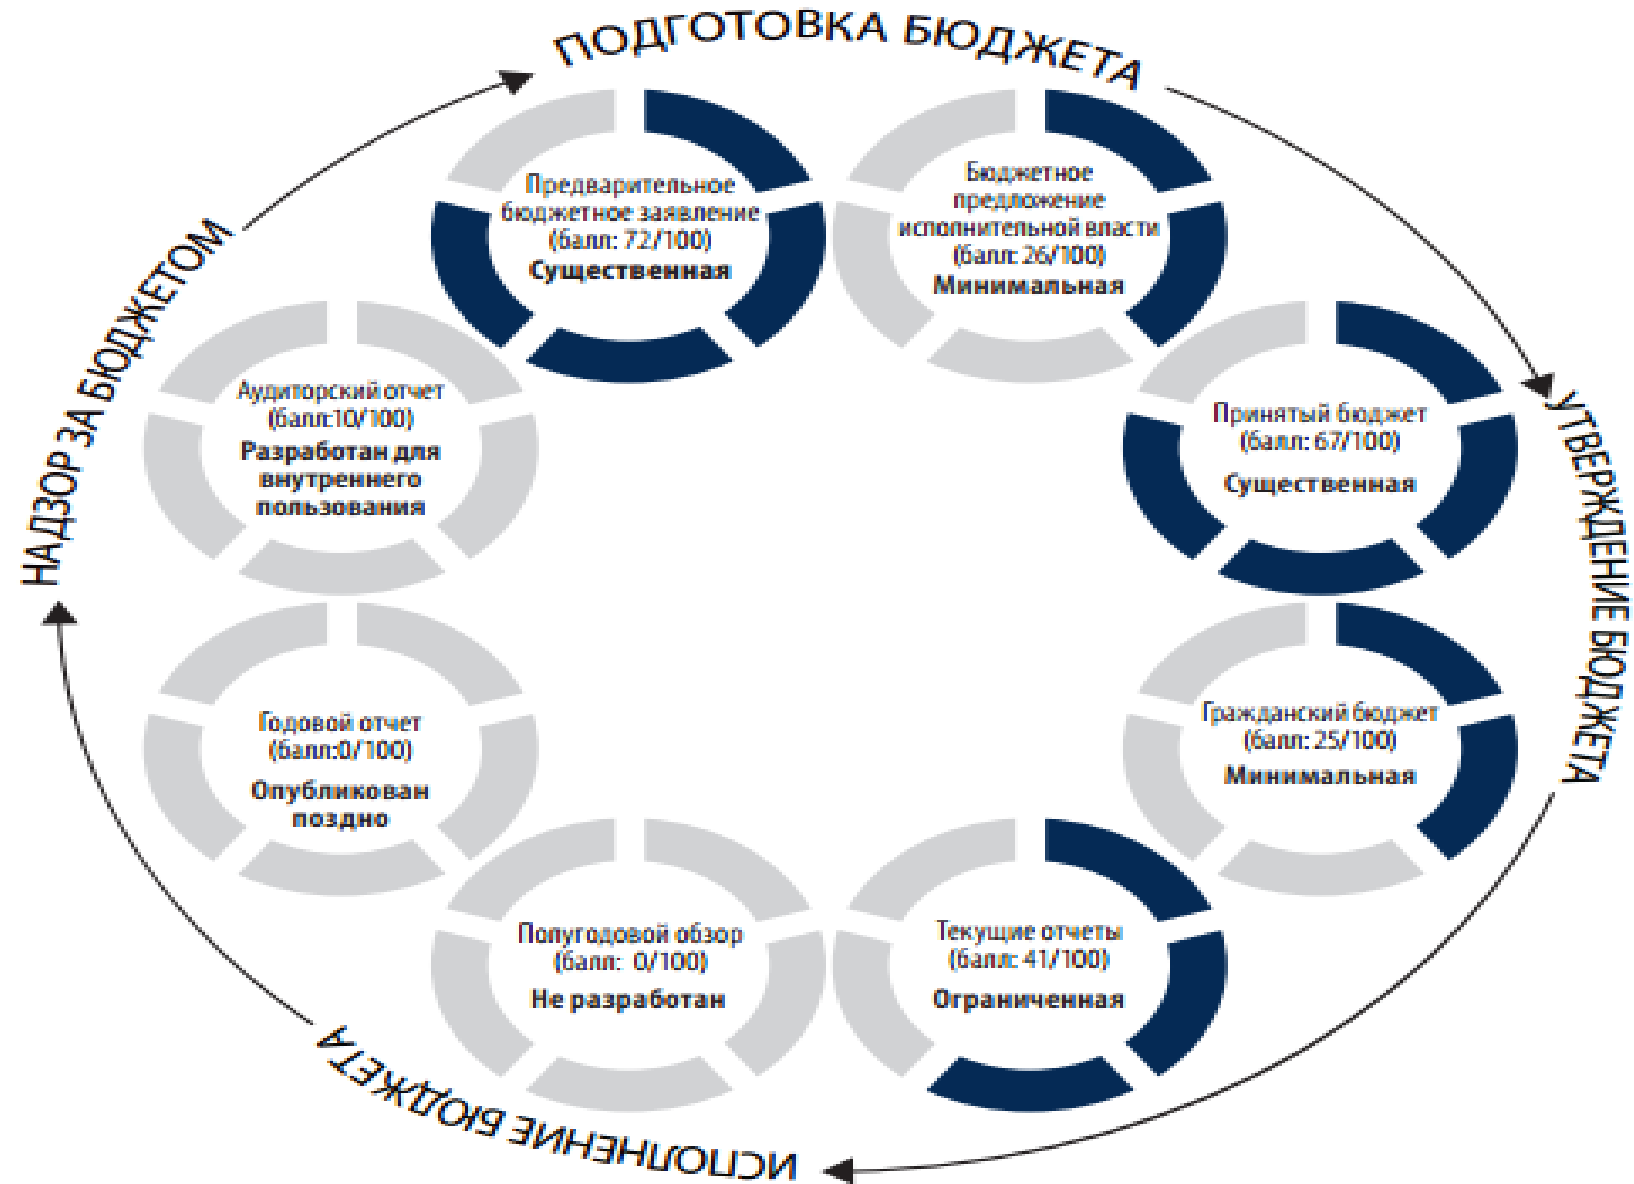 ПОДГОТОВКА БЮДЖЕТА
Предварительное
бюджетное заявление
(балл: 72/100)
Существенная
Бюджетное
предложение
исполнительной власти
(балл: 26/100)
Минимальная
УТВЕРЖДЕНИЕ БЮДЖЕТА
Принятый бюджет
(балл: 67/100)
Существенная
Гражданский бюджет
(балл: 25/100)
Минимальная
ИСПОЛНЕНИЕ БЮДЖЕТА
Текущие отчеты
(балл: 41/100)
Ограниченная
Полугодовой обзор
(балл: 0/100)
Не разработан
НАДЗОР ЗА БЮДЖЕТОМ
Годовой отчет
(балл:0/100)
Опубликован
поздно
Аудиторский отчет
(балл:10/100)
Разработан для
внутреннего
пользования